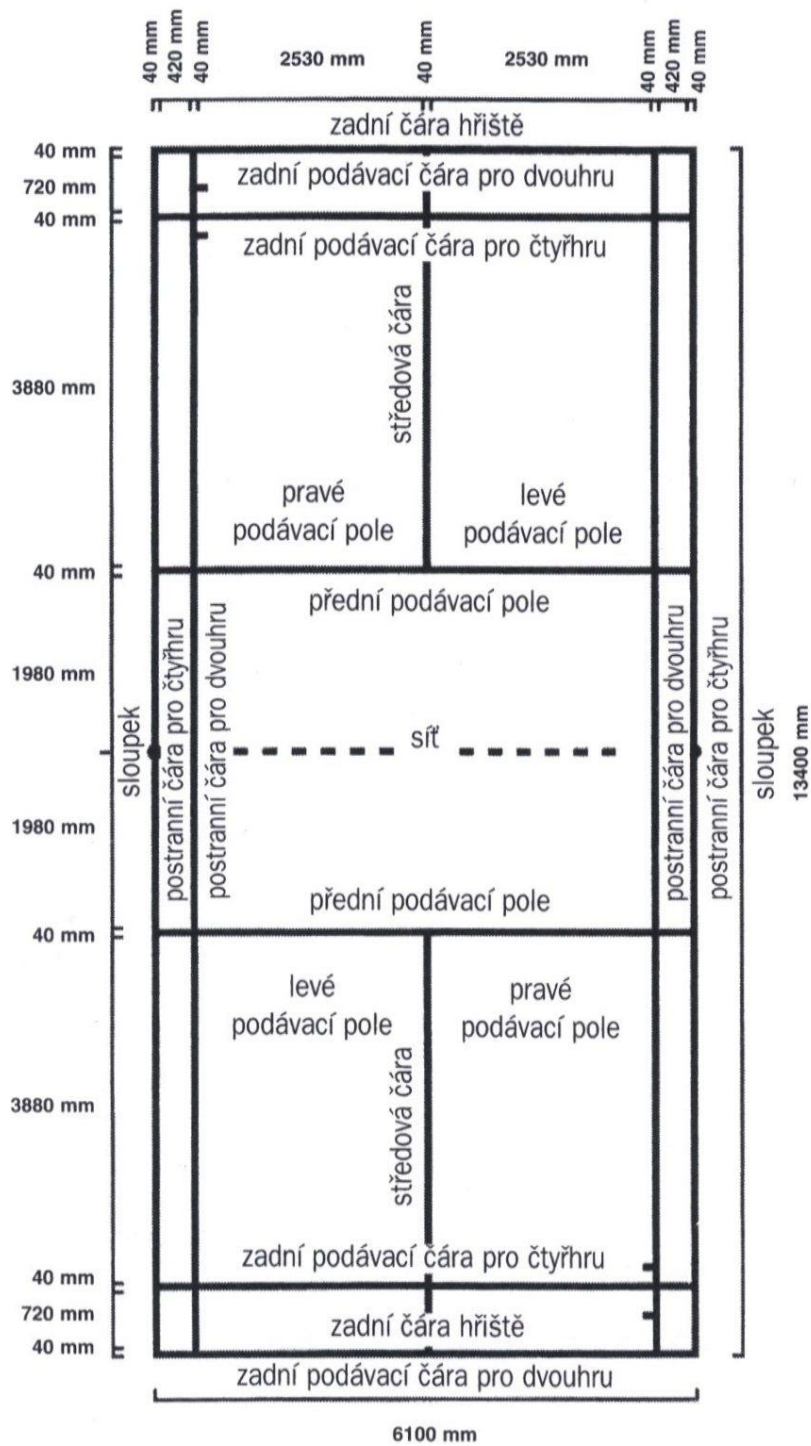 40 mm
420 mm
40 mm
2530 mm
40 mm
2530 mm
40 mm
420 mm
40 mm
zadní čára hřiště
40 mm
zadní podávací čára pro dvouhru
720 mm
40 mm
zadní podávací čára pro čtyřhru
středová čára
3880 mm
pravé
podávací pole
levé
podávací pole
40 mm
přední podávací pole
1980 mm
sloupek
postranní čára pro čtyřhru
postranní čára pro dvouhru
síť
postranní čára pro dvouhru
postranní čára pro čtyřhru
sloupek
13400 mm
1980 mm
přední podávací pole
40 mm
levé
podávací pole
pravé
podávací pole
středová čára
3880 mm
zadní podávací čára pro čtyřhru
40 mm
720 mm
zadní čára hřiště
40 mm
zadní podávací čára pro dvouhru
6100 mm